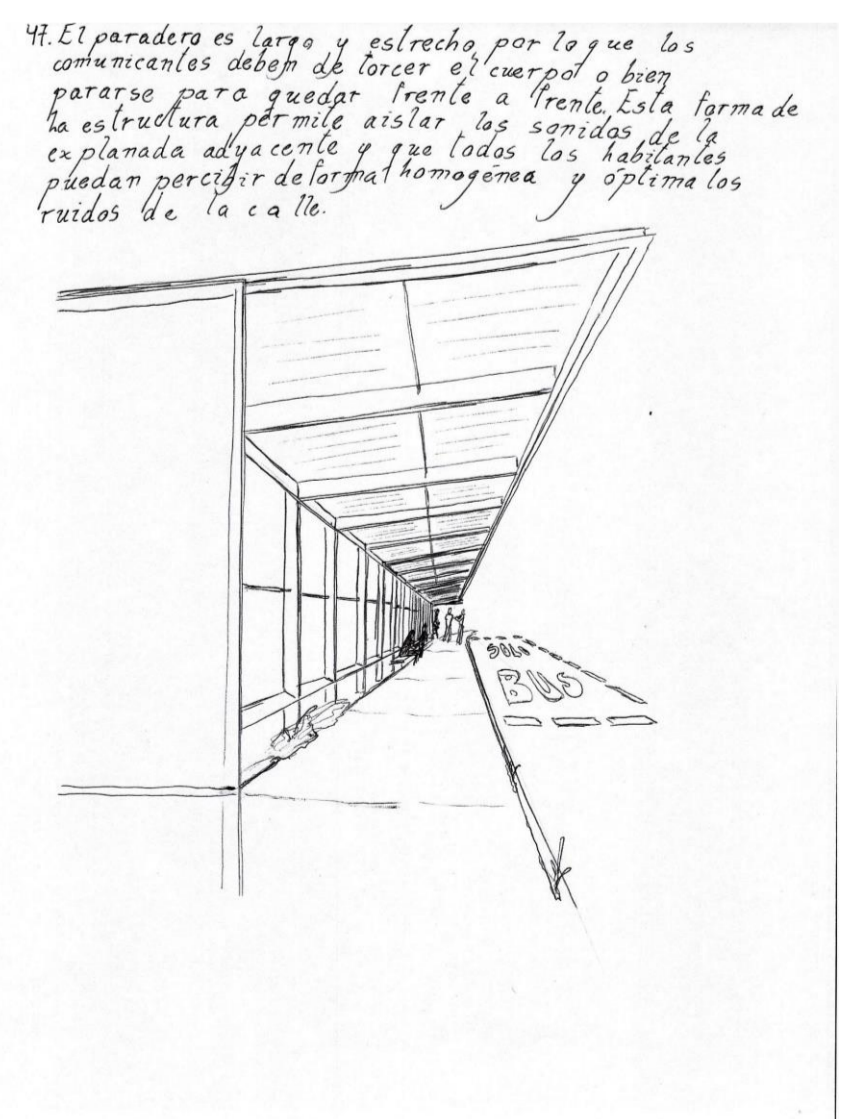 47. El paradero es largo y estrecho, por lo que los
comunicantes deben de torcer el cuerpo o bien
pararse para quedar frente a frente. Esta forma de
la estructura permite aislar los sonidos de la
explanada adyacente y que todos los habitantes
puedan percibir de forma homogénea y óptima los
ruidos de la calle.
SOLO
BUS